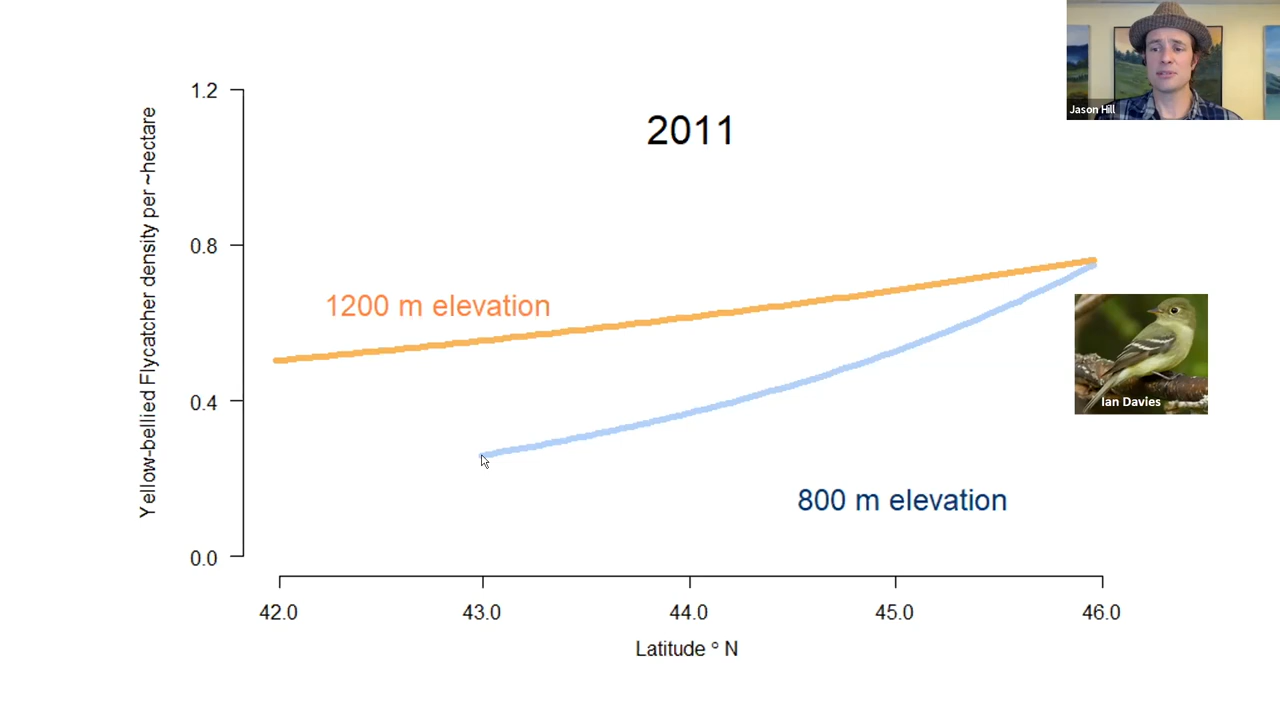 Jason Hill
2011
Yellow-bellied Flycatcher density per ~hectare
1.2
0.8
0.4
0.0
1200 m elevation
800 m elevation
Ian Davies
42.0
43.0
44.0
45.0
46.0
Latitude ° N